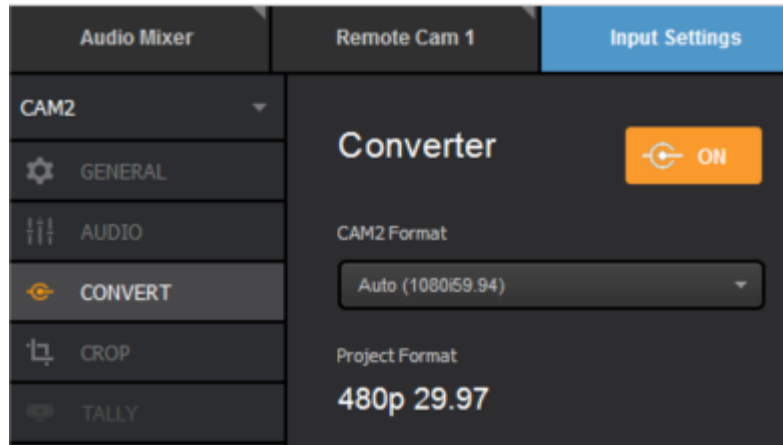 Audio Mixer
Remote Cam 1
Input Settings
CAM2
GENERAL
AUDIO
CONVERT
CROP
TALLY
Converter
ON
CAM2 Format
Auto (1080i59.94)
Project Format
480p 29.97